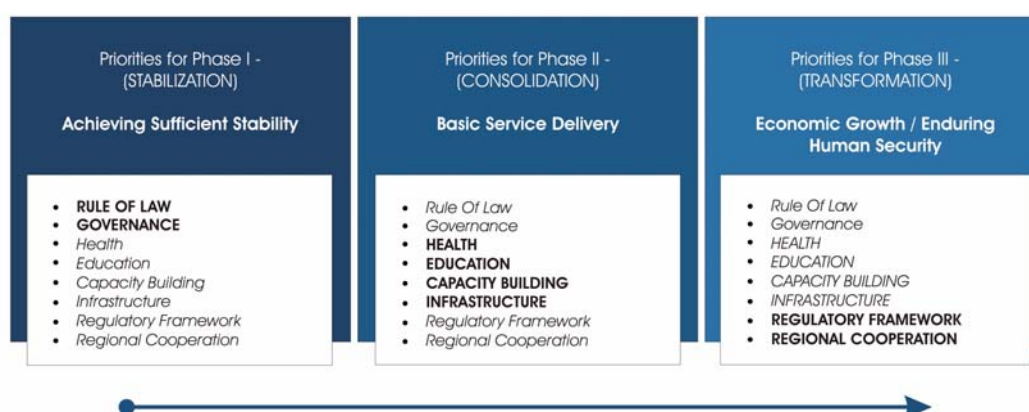 Priorities for Phase I -
(STABILIZATION)
Achieving Sufficient Stability
• RULE OF LAW
• GOVERNANCE
• Health
• Education
• Capacity Building
• Infrastructure
• Regulatory Framework
• Regional Cooperation
Priorities for Phase II -
(CONSOLIDATION)
Basic Service Delivery
• Rule Of Law
• Governance
• HEALTH
• EDUCATION
• CAPACITY BUILDING
• INFRASTRUCTURE
• Regulatory Framework
• Regional Cooperation
Priorities for Phase III -
(TRANSFORMATION)
Economic Growth / Enduring
Human Security
• Rule Of Law
• Governance
• HEALTH
• EDUCATION
• CAPACITY BUILDING
• INFRASTRUCTURE
• REGULATORY FRAMEWORK
• REGIONAL COOPERATION